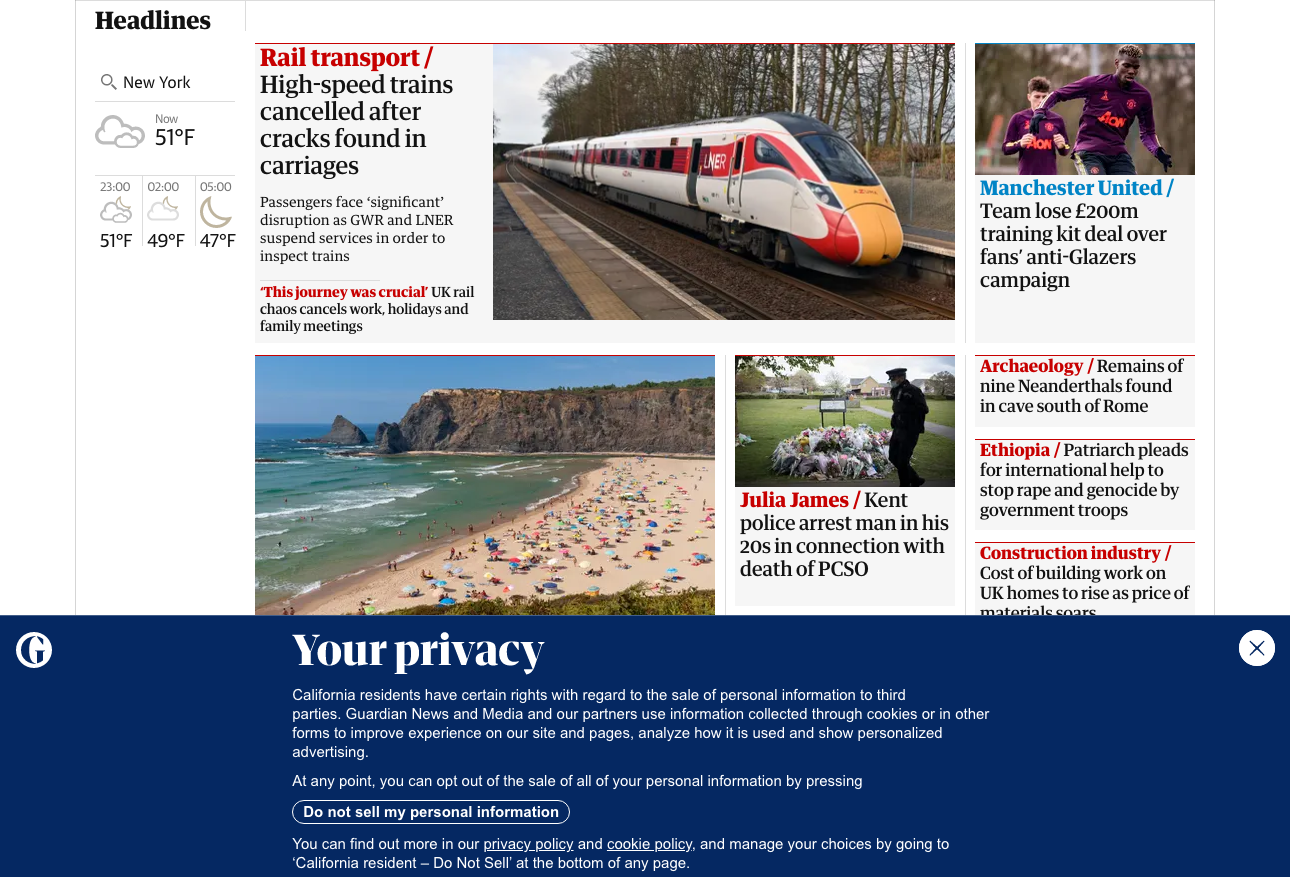 Headlines
New York
Now
51°F
23:00
02:00
05:00
51°F
49°F
47°F
Rail transport /
High-speed trains
cancelled after
cracks found in
carriages
Passengers face ‘significant’
disruption as GWR and LNER
suspend services in order to
inspect trains
‘This journey was crucial’ UK rail
chaos cancels work, holidays and
family meetings
LNER
AON
AON
Manchester United /
Team lose £200m
training kit deal over
fans’ anti-Glazers
campaign
Julia James / Kent
police arrest man in his
20s in connection with
death of PCSO
Archaeology / Remains of
nine Neanderthals found
in cave south of Rome
Ethiopia / Patriarch pleads
for international help to
stop rape and genocide by
government troops
Construction industry /
Cost of building work on
UK homes to rise as price of
materials soars
Your privacy
California residents have certain rights with regard to the sale of personal information to third
parties. Guardian News and Media and our partners use information collected through cookies or in other
forms to improve experience on our site and pages, analyze how it is used and show personalized
advertising.
At any point, you can opt out of the sale of all of your personal information by pressing
Do not sell my personal information
You can find out more in our privacy policy and cookie policy, and manage your choices by going to
‘California resident – Do Not Sell’ at the bottom of any page.